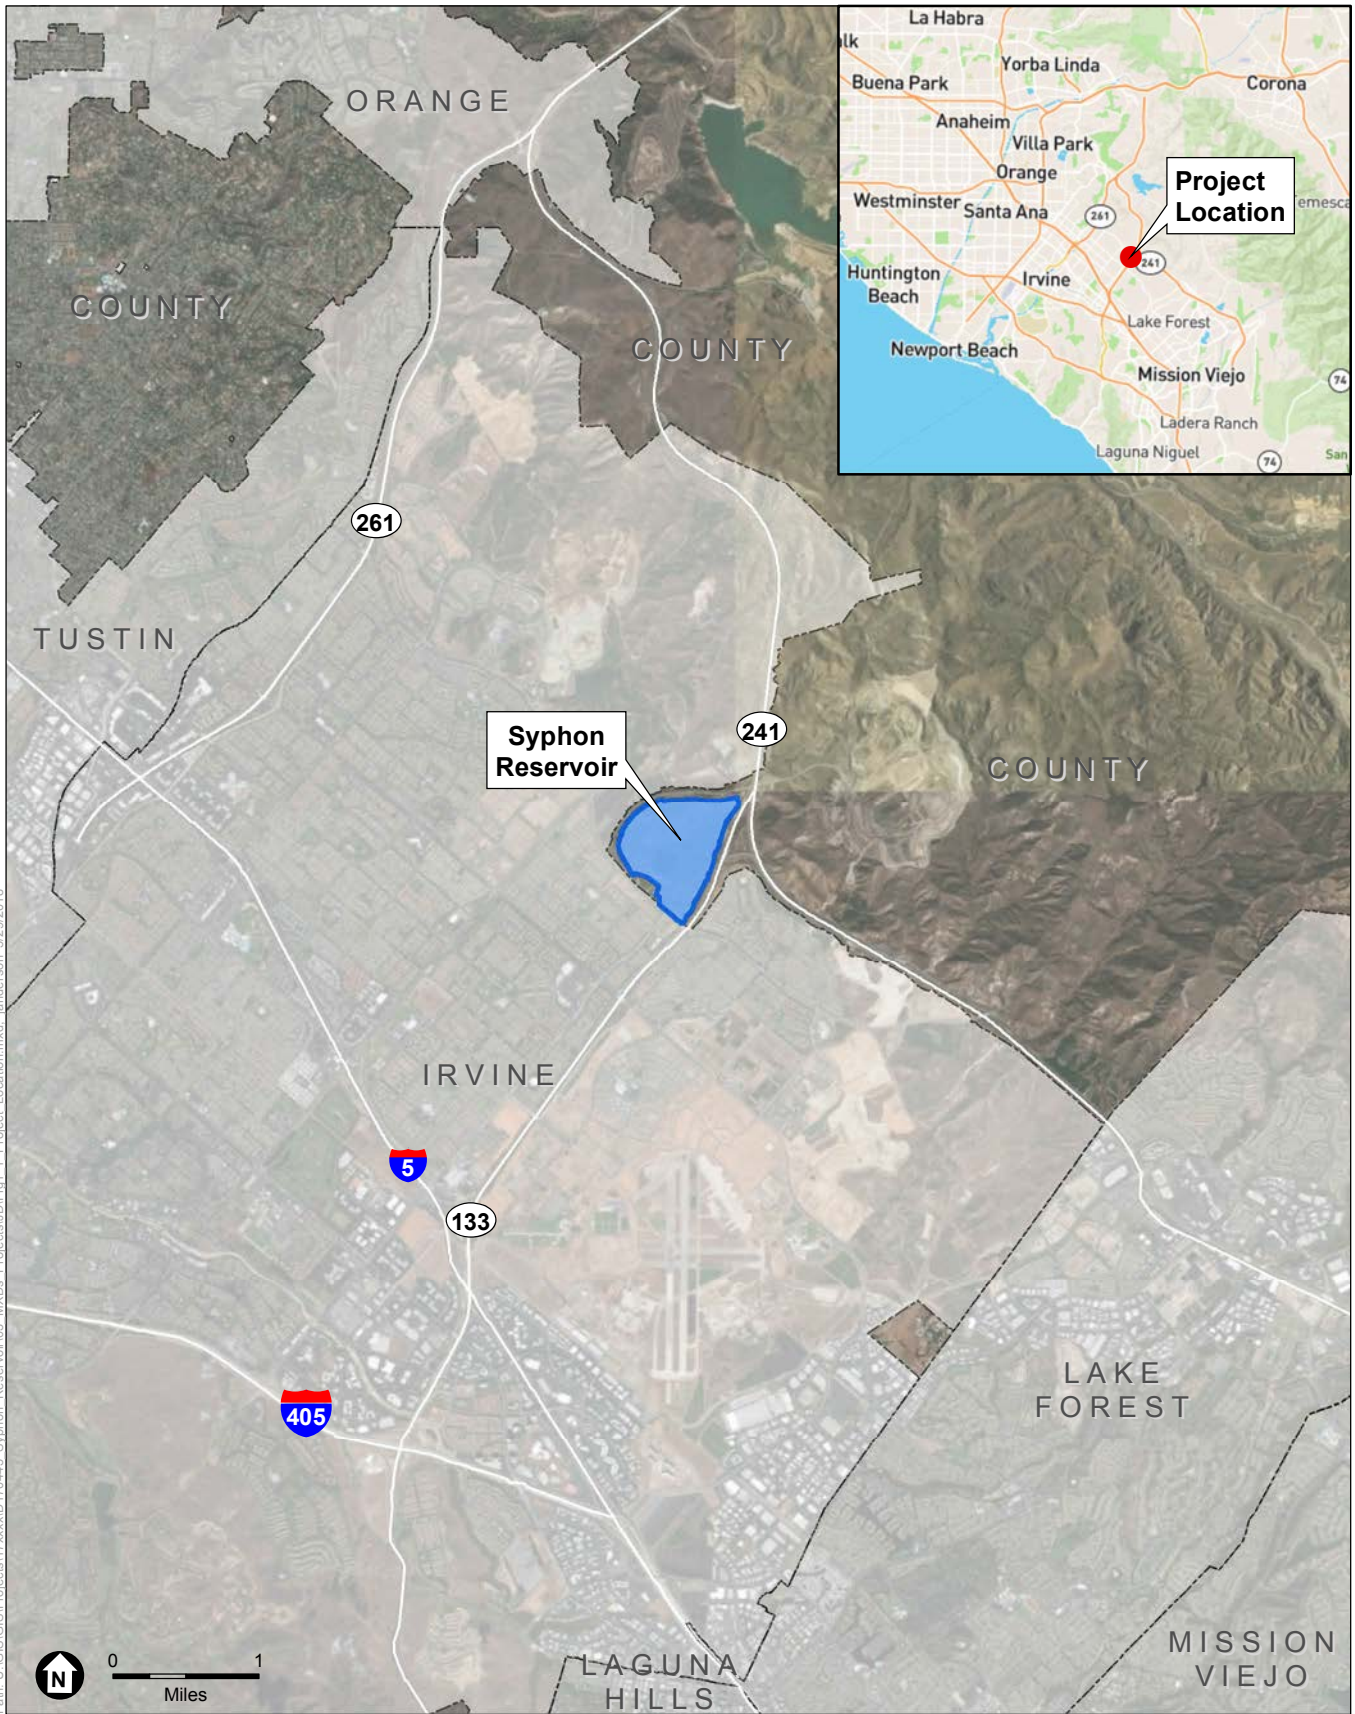 ORANGE
COUNTY
COUNTY
261
TUSTIN
Syphon
Reservoir
241
COUNTY
IRVINE
5
133
405
LAKE
FOREST
LAGUNA
HILLS
MISSION
VIEJO
N
0 1
Miles
La Habra
Yorba Linda
Buena Park
Corona
Anaheim
Villa Park
Orange
Project
Location
Westminster
Santa Ana
261
241
Huntington
Beach
Irvine
Lake Forest
Newport Beach
Mission Viejo
74
Ladera Ranch
Laguna Niguel
74
San